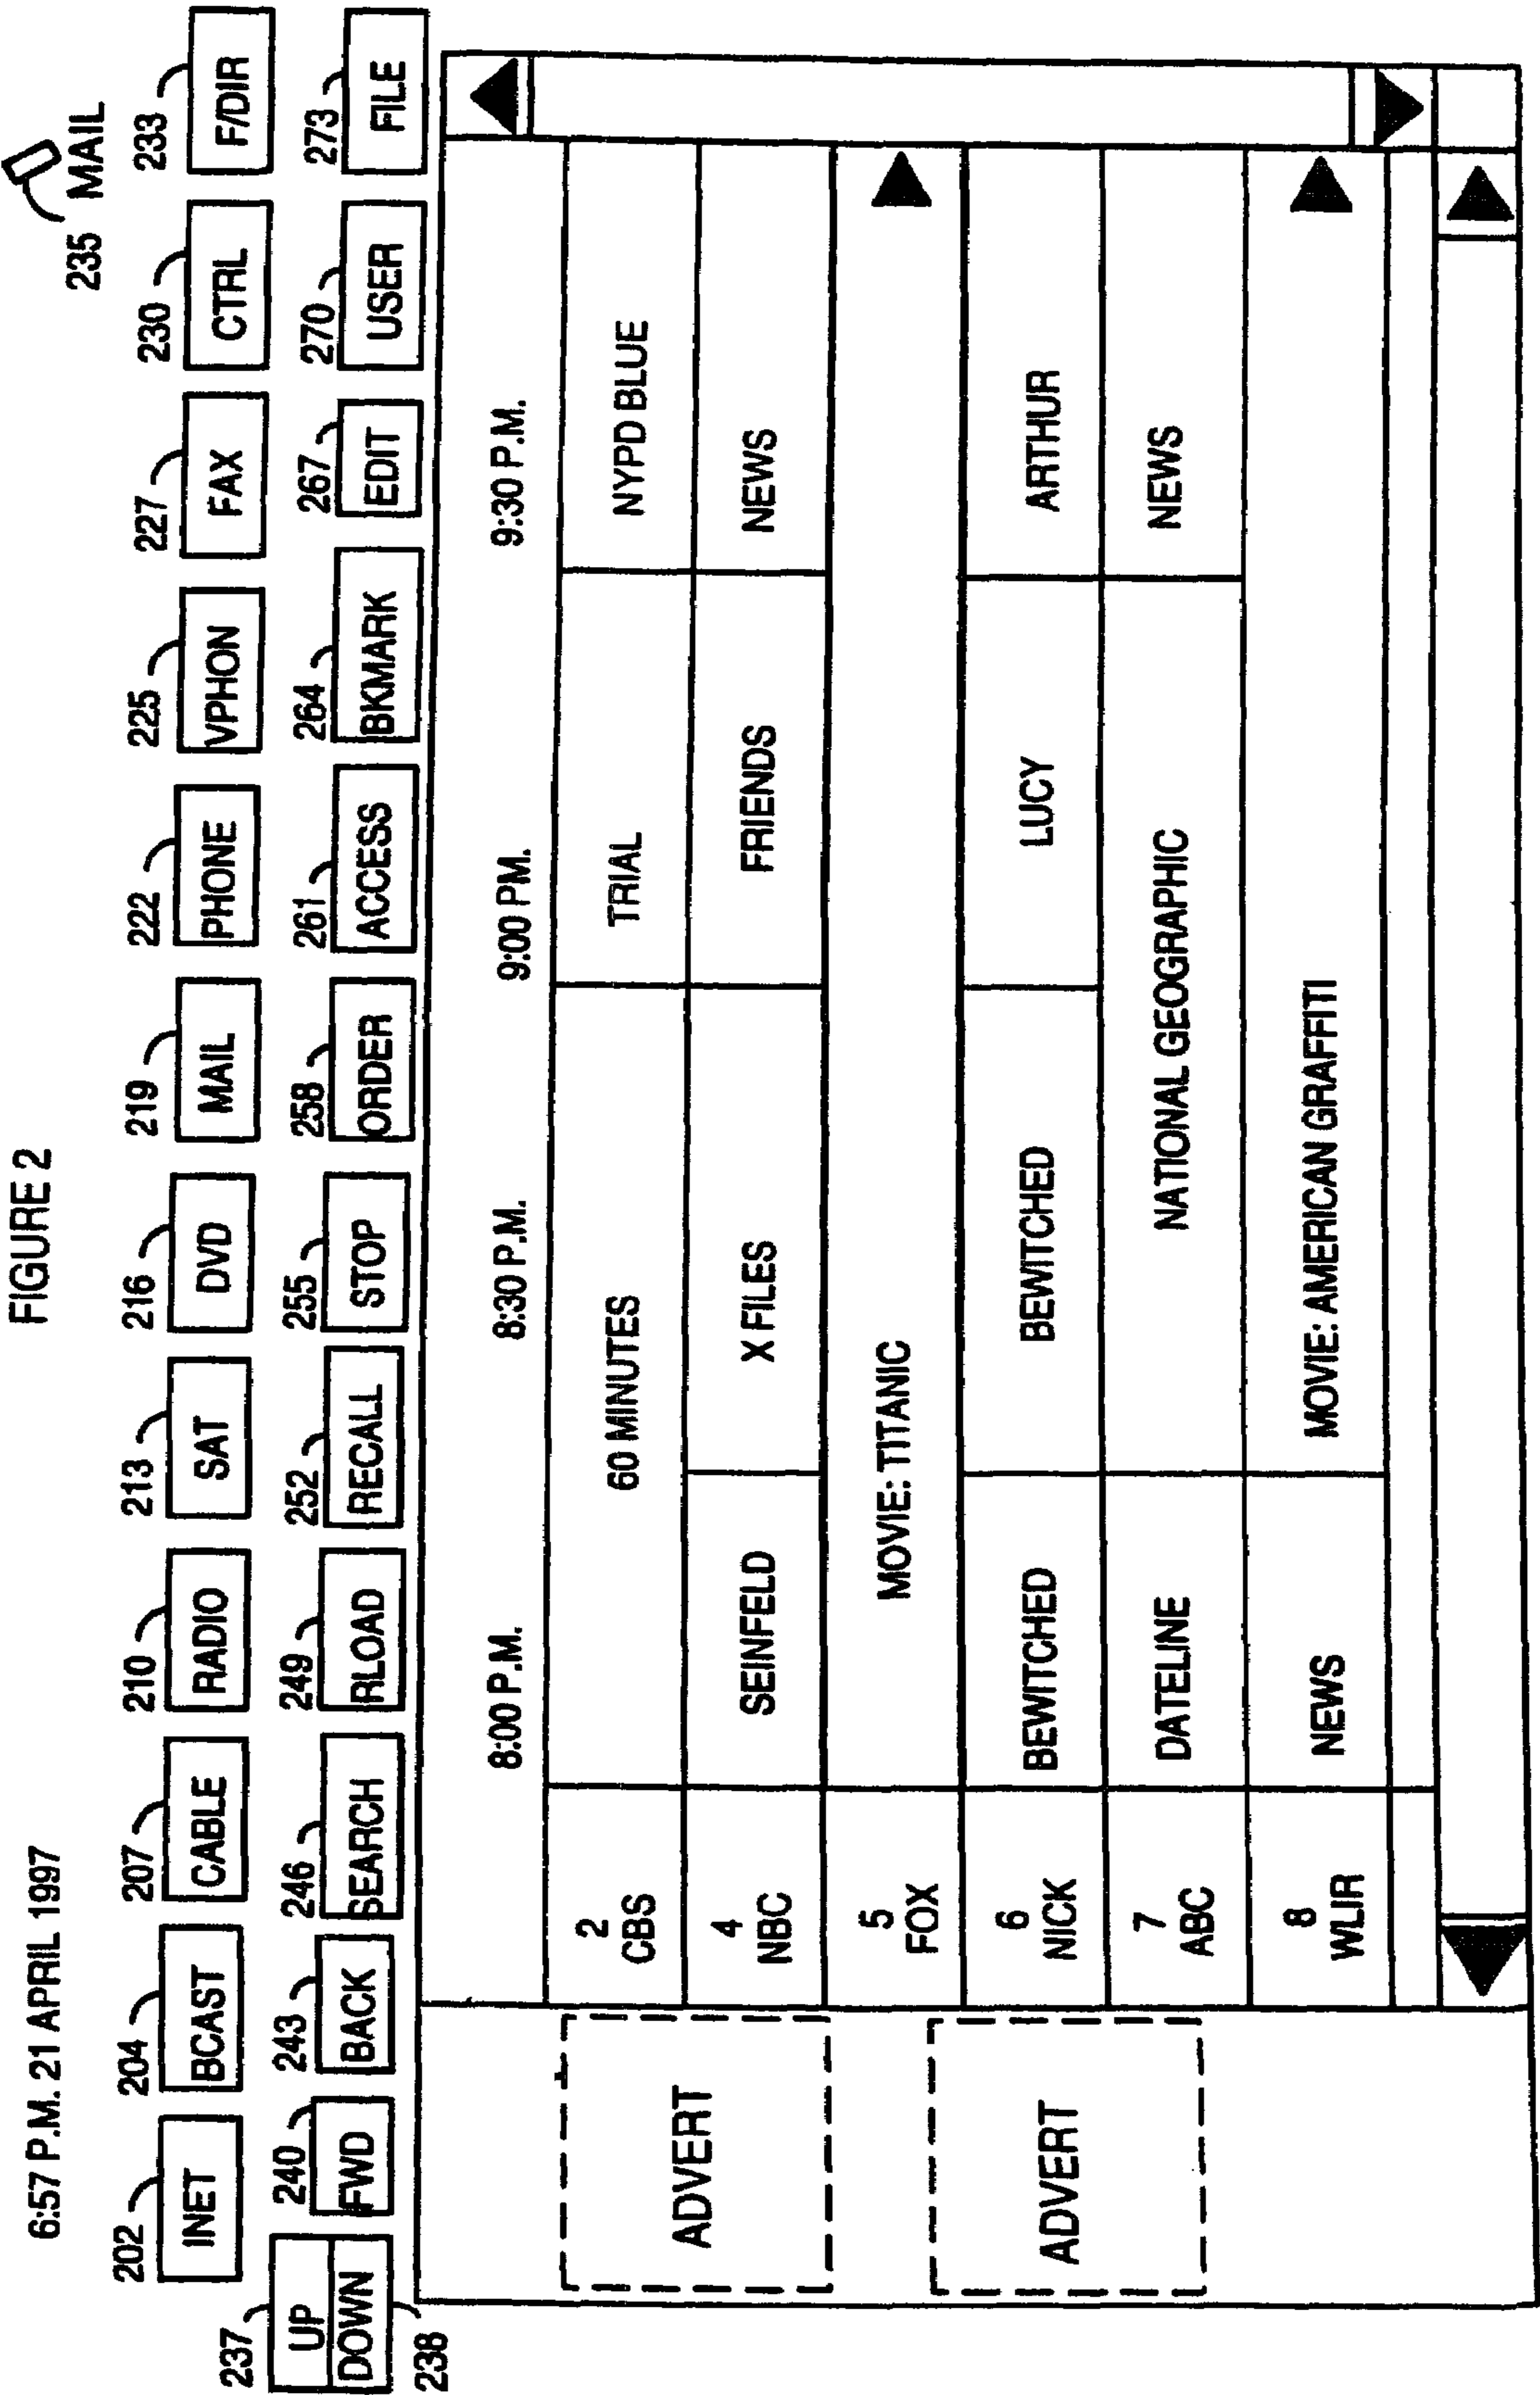 FIGURE 2
6:57 P.M. 21 APRIL 1997
235 MAIL
202 204 207 210 213 216 219 222 225 227 230 233
INET BCAST CABLE RADIO SAT DVD MAIL PHONE VPHON FAX CTRL F/DIR
237 240 243 246 249 252 255 258 261 264 267 270 273
UP
DOWN FWD BACK SEARCH RLOAD RECALL STOP ORDER ACCESS BKMARK EDIT USER FILE
238
8:00 P.M. 8:30 P.M. 9:00 PM. 9:30 P.M.
2
CBS 60 MINUTES TRIAL NYPD BLUE
ADVERT
4
NBC SEINFELD X FILES FRIENDS NEWS
5
FOX MOVIE: TITANIC
6
NICK BEWITCHED BEWITCHED LUCY ARTHUR
ADVERT
7
ABC DATELINE NATIONAL GEOGRAPHIC NEWS
8
WLIR NEWS MOVIE: AMERICAN GRAFFITI